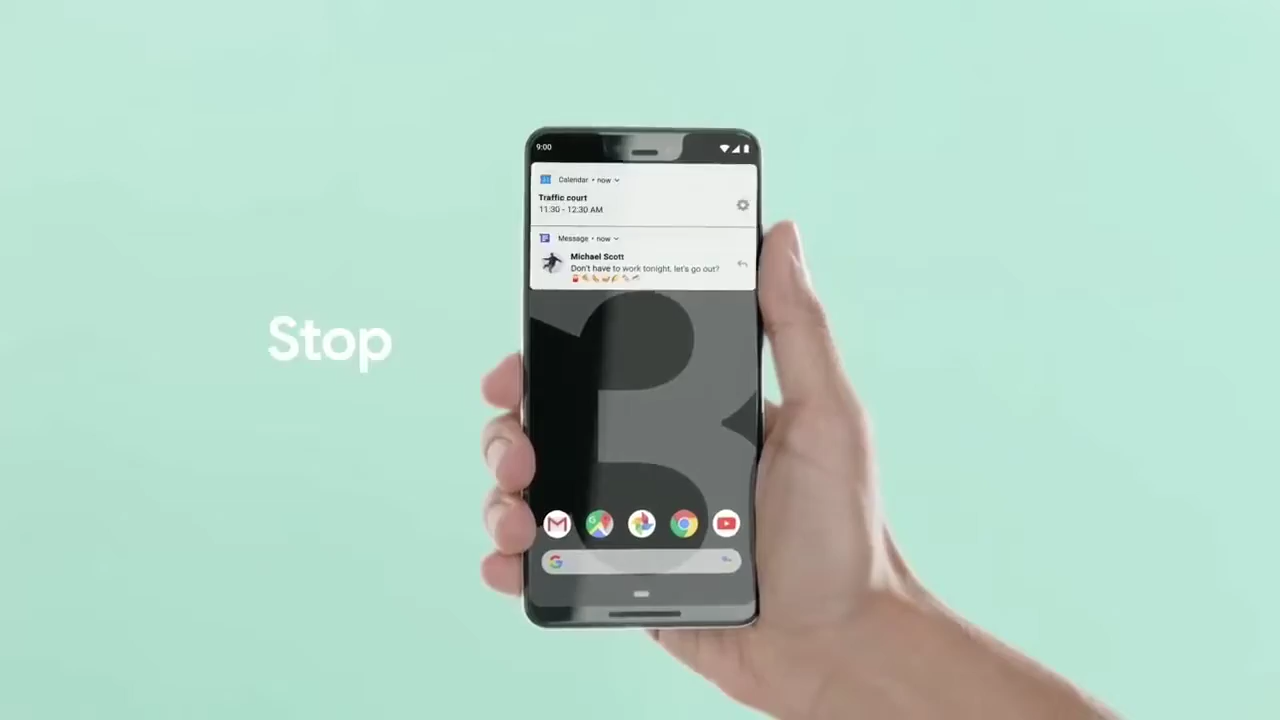 9:00
Calendar • now
Traffic court
11:30 - 12:30 AM
Message • now
Michael Scott
Don't have to work tonight, let's go out?
Stop